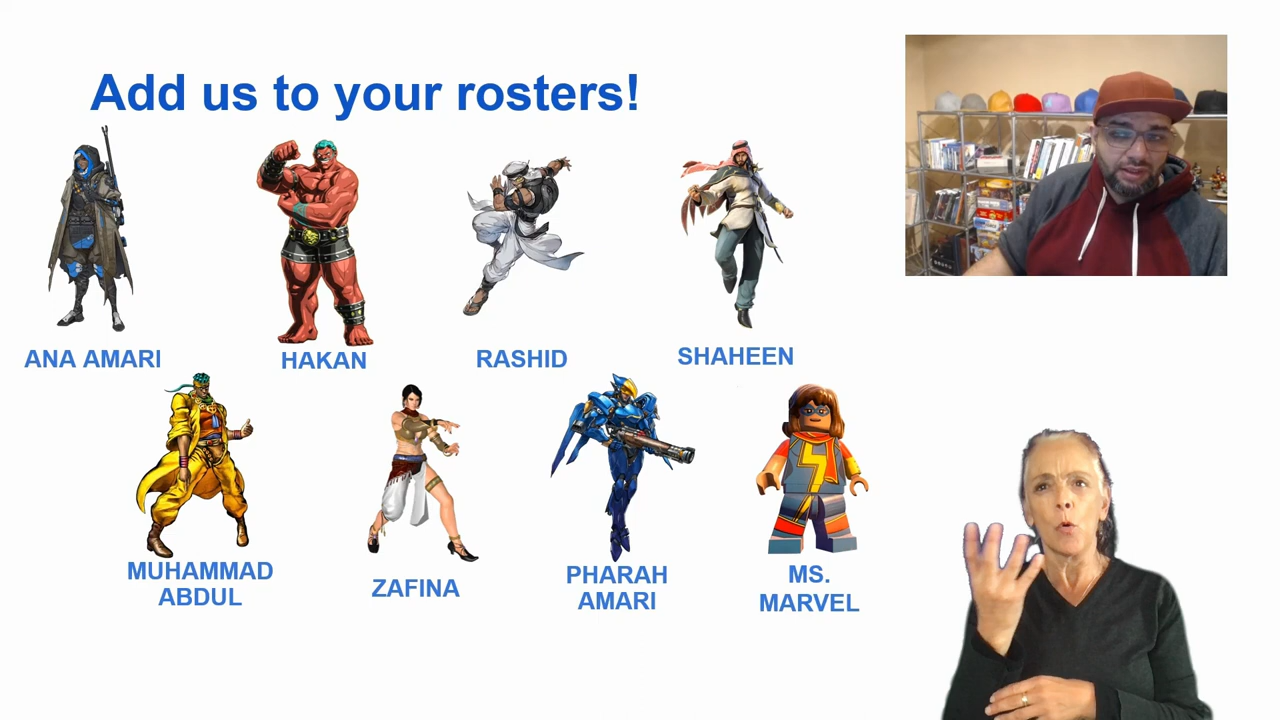 Add us to your rosters!
ANA AMARI
HAKAN
RASHID
SHAHEEN
MUHAMMAD
ABDUL
ZAFINA
PHARAH
AMARI
MS.
MARVEL